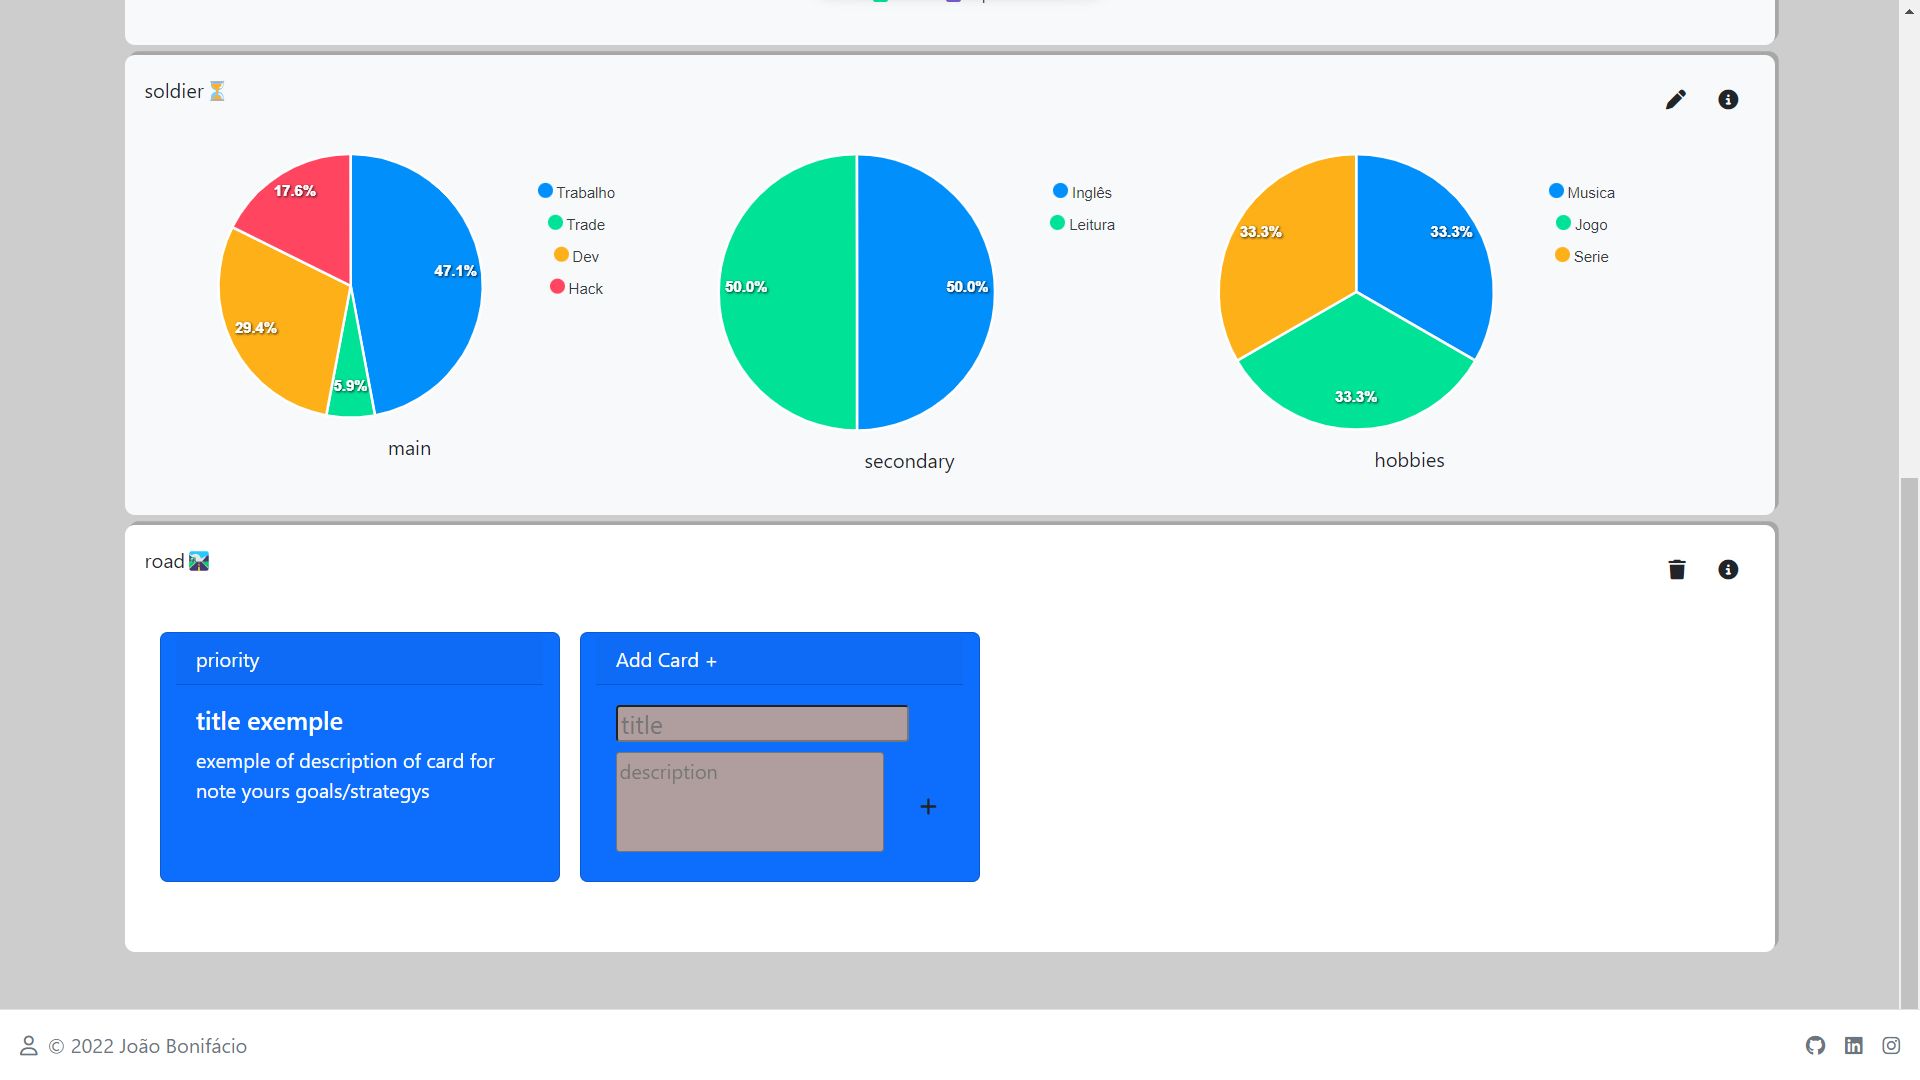 soldier⏳
17.6%
47.1%
29.4%
5.9%
Trabalho
Trade
Dev
Hack
main
50.0%
50.0%
Inglês
Leitura
secondary
33.3%
33.3%
33.3%
Musica
Jogo
Serie
hobbies
road🛣️
priority
title exemple
exemple of description of card for
note yours goals/strategys
Add Card +
title
description
+
© 2022 João Bonifácio